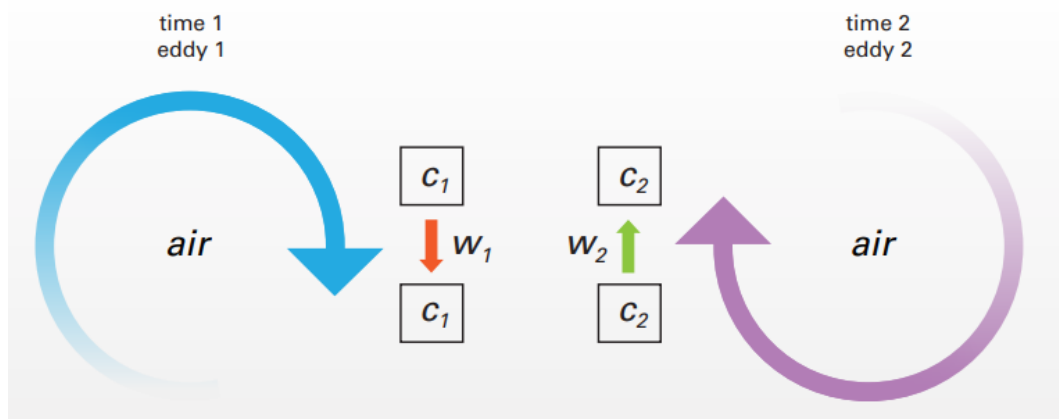 time 1
eddy 1
time 2
eddy 2
c₁
c₂
air
w₁
w₂
air
c₁
c₂